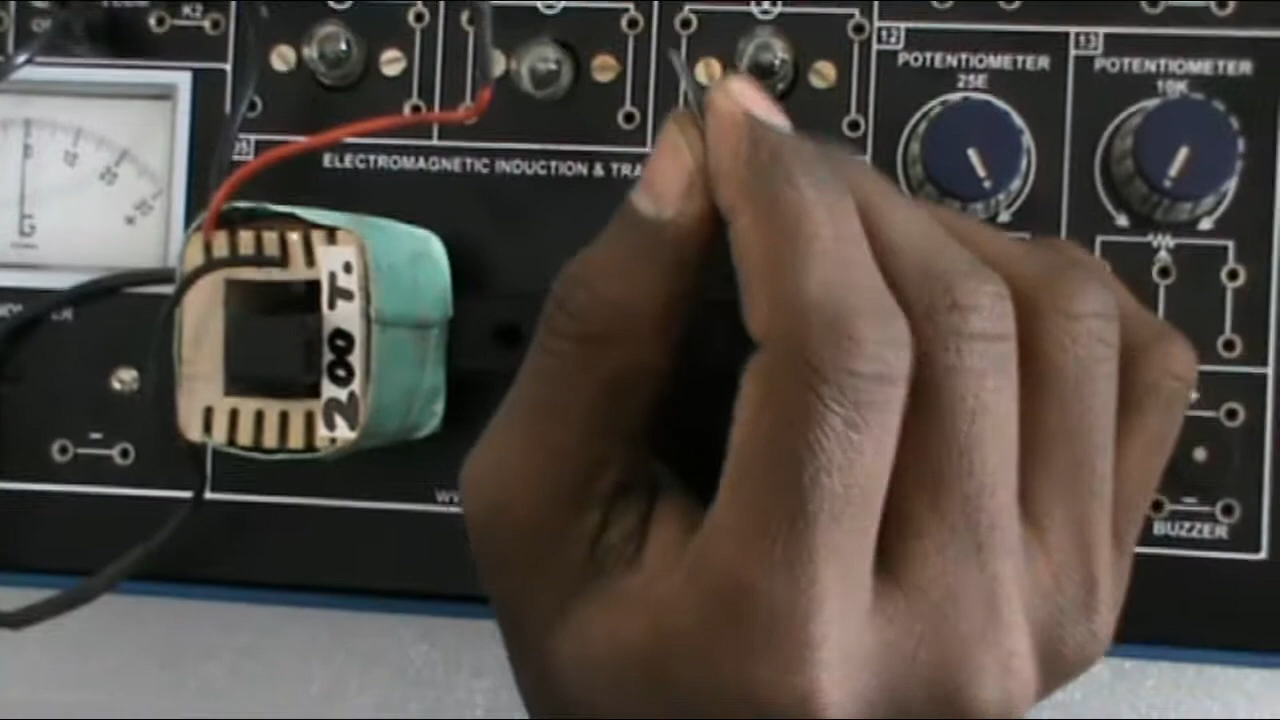 K2
12
13
POTENTIOMETER
25E
POTENTIOMETER
10K
ELECTROMAGNETIC INDUCTION & TRA
G
200 T.
BUZZER